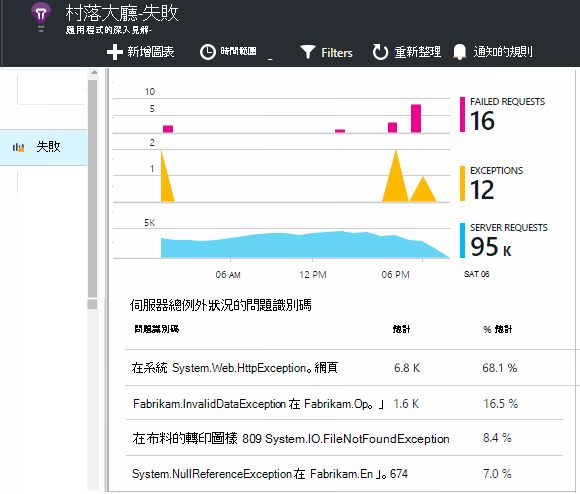 村落大廳-失敗
應用程式的深入見解-
新增圖表 時間範圍 - Filters 重新整理 通知的規則
失敗
10
5
FAILED REQUESTS
16
2
1
EXCEPTIONS
12
5K
SERVER REQUESTS
95 K
06 AM 12 PM 06 PM SAT 06
伺服器總例外狀況的問題識別碼
問題識別碼 總計 % 總計
在系統 System.Web.HttpException。網頁 6.8 K 68.1 %
Fabrikam.InvalidDataException 在 Fabrikam.Op。」 1.6 K 16.5 %
在布料的轉印圖樣 809 System.IO.FileNotFoundException 8.4 %
System.NullReferenceException 在 Fabrikam.En」。674 7.0 %